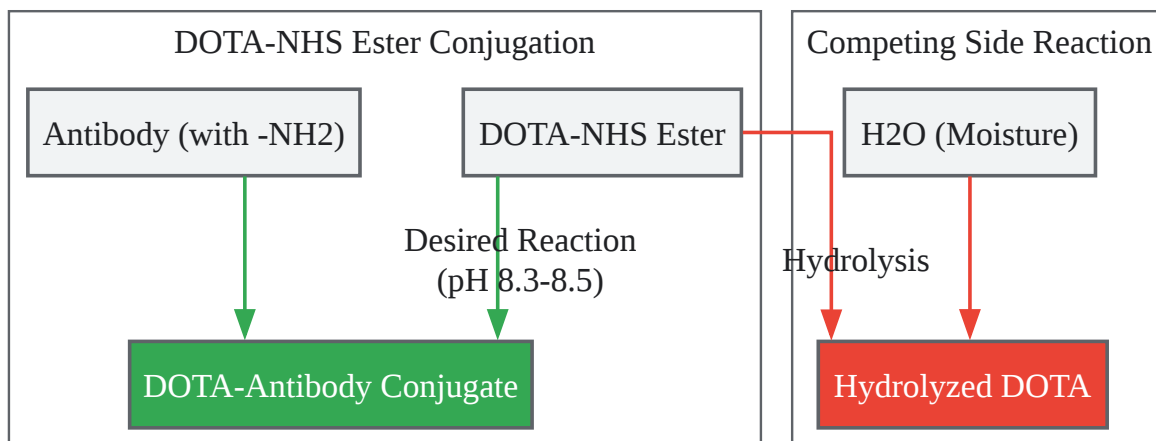 DOTA-NHS Ester Conjugation
Competing Side Reaction
Antibody (with -NH2)
DOTA-NHS Ester
H2O (Moisture)
Desired Reaction
(pH 8.3-8.5)
Hydrolysis
DOTA-Antibody Conjugate
Hydrolyzed DOTA